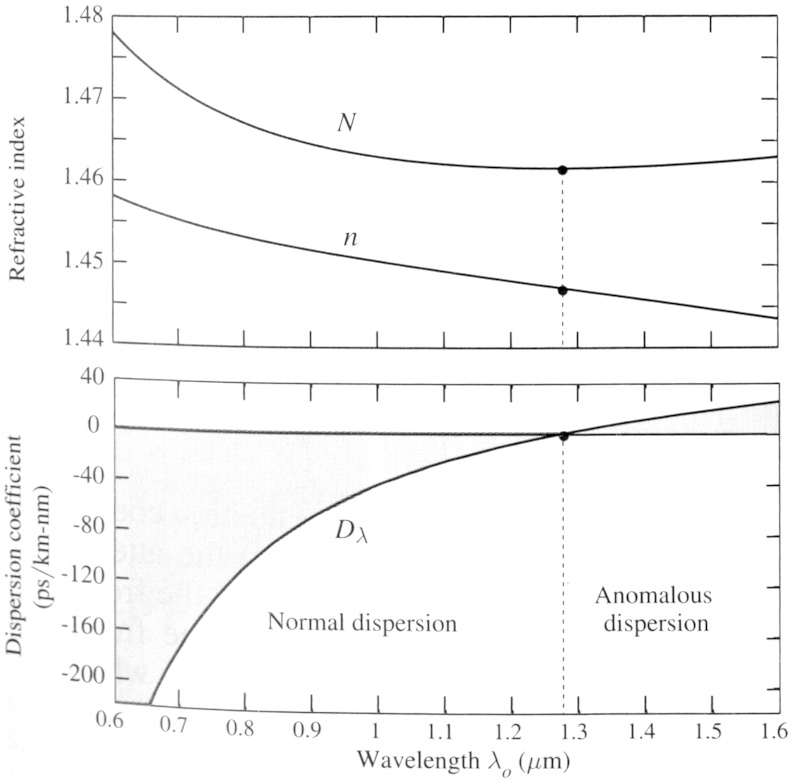 1.48
1.47
1.46
1.45
1.44
Refractive index
N
n
40
0
-40
-80
-120
-160
-200
Dispersion coefficient
(ps/km-nm)
Dλ
Normal dispersion
Anomalous
dispersion
0.6 0.7 0.8 0.9 1 1.1 1.2 1.3 1.4 1.5 1.6
Wavelength λo (μm)